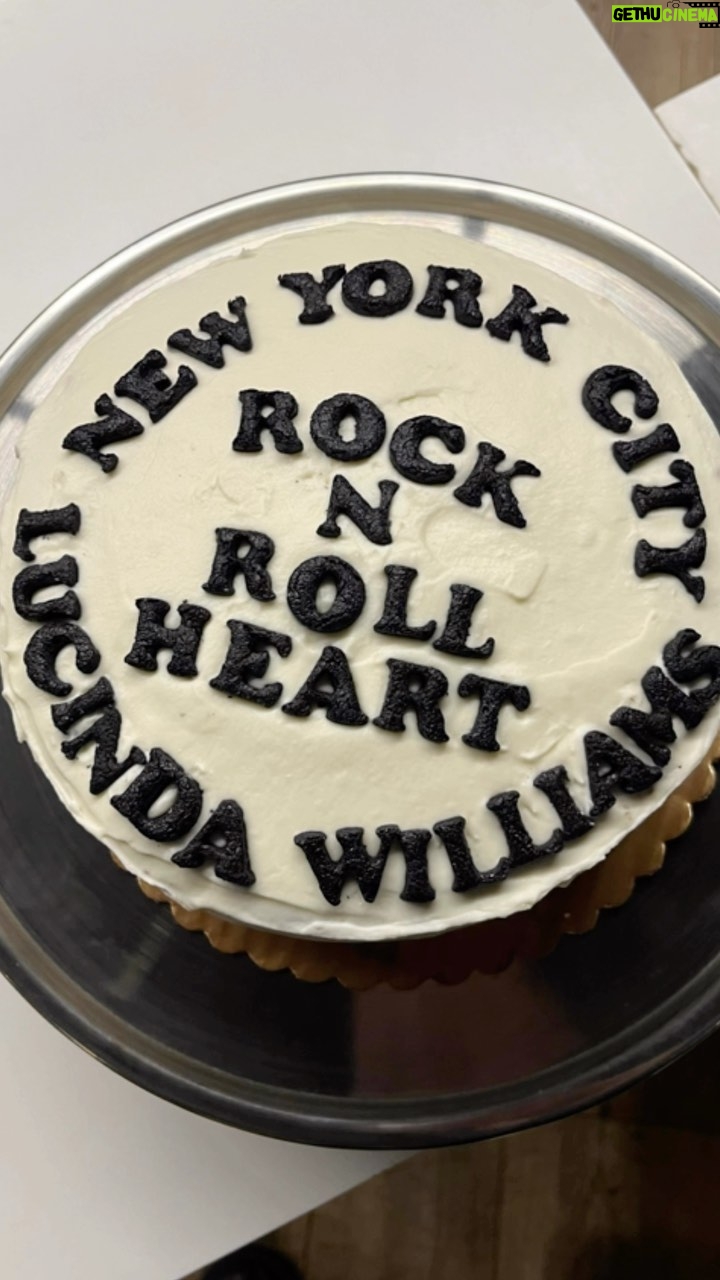 GETHUCINEMA
NEW YORK CITY
ROCK
N
ROLL
HEART
LUCINDA WILLIAMS